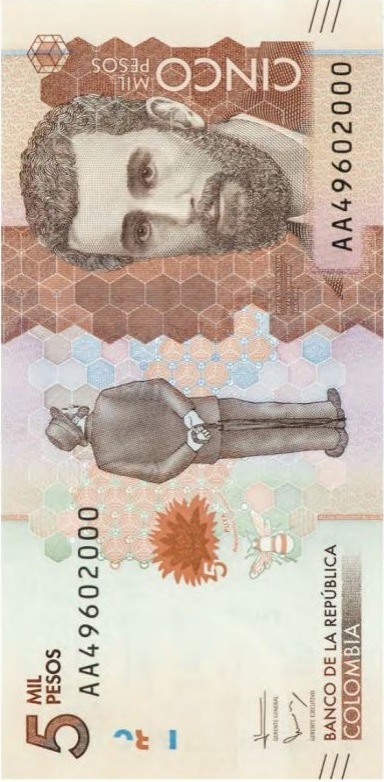 5 MIL
PESOS
AA49602000
BANCO DE LA REPÚBLICA
COLOMBIA
GERENTE GENERAL
GERENTE EJECUTIVO
5
CINCO
MIL
PESOS
AA49602000